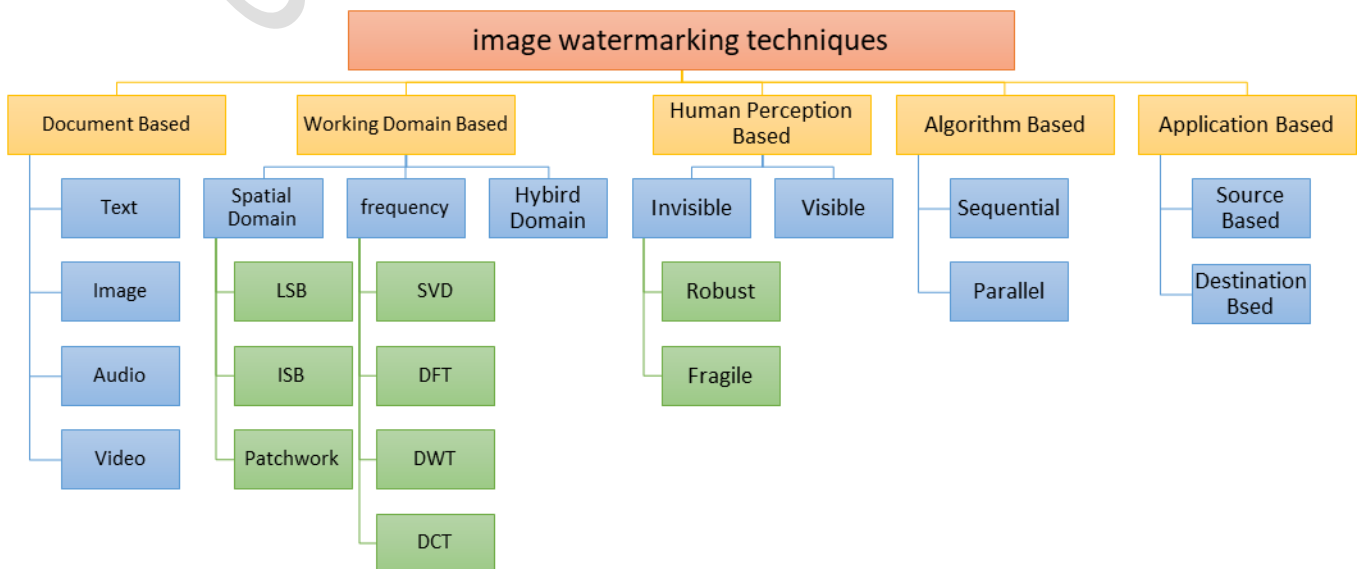 image watermarking techniques
Document Based
Working Domain Based
Human Perception
Based
Algorithm Based
Application Based
Text
Image
Audio
Video
Spatial
Domain
frequency
Hybird
Domain
LSB
ISB
Patchwork
SVD
DFT
DWT
DCT
Invisible
Visible
Robust
Fragile
Sequential
Parallel
Source
Based
Destination
Bsed